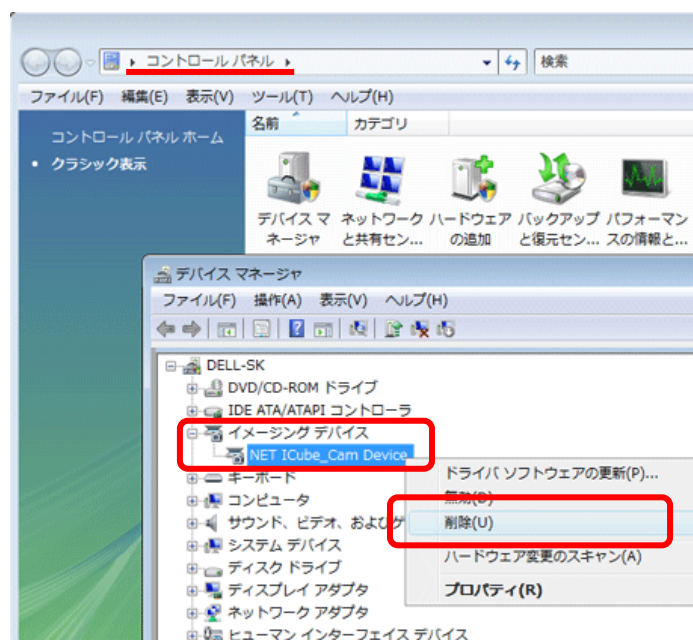 コントロール パネル
検索
ファイル(F) 編集(E) 表示(V) ツール(T) ヘルプ(H)
コントロール パネル ホーム
クラシック表示
名前 カテゴリ
デバイス マ
ネージャ
ネットワーク
と共有セン...
ハードウェア
の追加
バックアップ
と復元セン...
パフォーマン
スの情報と...
デバイス マネージャ
ファイル(F) 操作(A) 表示(V) ヘルプ(H)
DELL-SK
DVD/CD-ROM ドライブ
IDE ATA/ATAPI コントローラ
イメージング デバイス
NET ICube_Cam Device
キーボード
コンピュータ
サウンド、ビデオ、およびゲ
システム デバイス
ディスク ドライブ
ディスプレイ アダプタ
ネットワーク アダプタ
ヒューマン インターフェイス デバイス
ドライバ ソフトウェアの更新(P)...
無効(D)
削除(U)
ハードウェア変更のスキャン(A)
プロパティ(R)